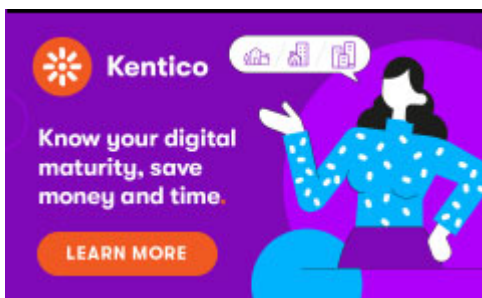 Kentico
Know your digital
maturity, save
money and time.
LEARN MORE